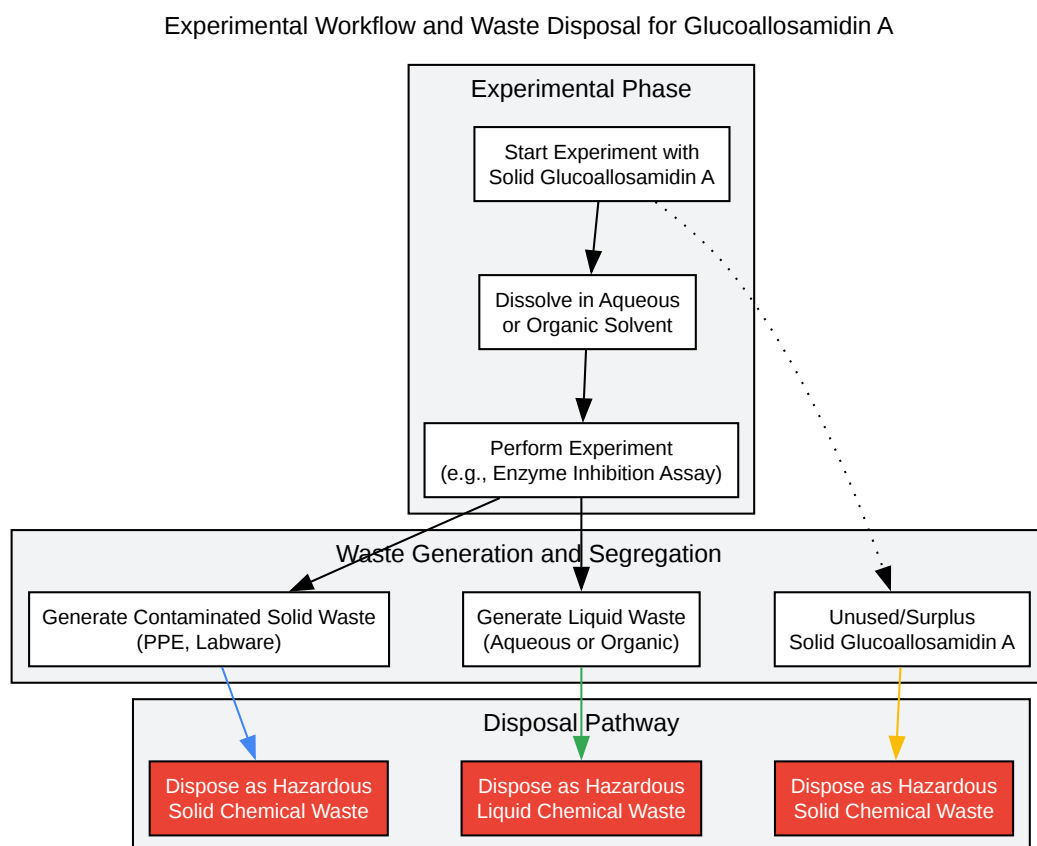 Experimental Workflow and Waste Disposal for Glucoallosamidin A
Experimental Phase
Start Experiment with
Solid Glucoallosamidin A
Dissolve in Aqueous
or Organic Solvent
Perform Experiment
(e.g., Enzyme Inhibition Assay)
Waste Generation and Segregation
Generate Contaminated Solid Waste
(PPE, Labware)
Generate Liquid Waste
(Aqueous or Organic)
Unused/Surplus
Solid Glucoallosamidin A
Disposal Pathway
Dispose as Hazardous
Solid Chemical Waste
Dispose as Hazardous
Liquid Chemical Waste
Dispose as Hazardous
Solid Chemical Waste